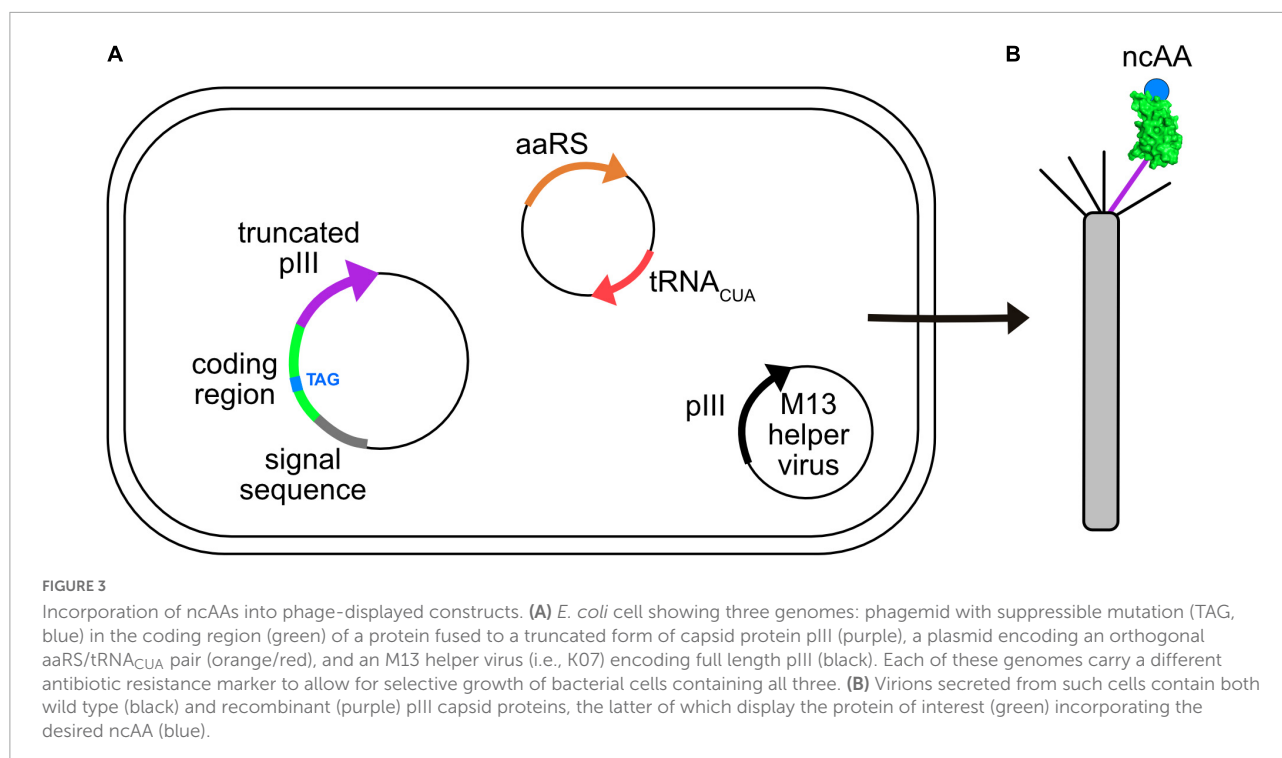 A
aaRS
tRNACUA
truncated
pIII
coding
region
TAG
signal
sequence
pIII
M13
helper
virus
B
ncAA
FIGURE 3
Incorporation of ncAAs into phage-displayed constructs. (A) E. coli cell showing three genomes: phagemid with suppressible mutation (TAG,
blue) in the coding region (green) of a protein fused to a truncated form of capsid protein pIII (purple), a plasmid encoding an orthogonal
aaRS/tRNACUA pair (orange/red), and an M13 helper virus (i.e., K07) encoding full length pIII (black). Each of these genomes carry a different
antibiotic resistance marker to allow for selective growth of bacterial cells containing all three. (B) Virions secreted from such cells contain both
wild type (black) and recombinant (purple) pIII capsid proteins, the latter of which display the protein of interest (green) incorporating the
desired ncAA (blue).